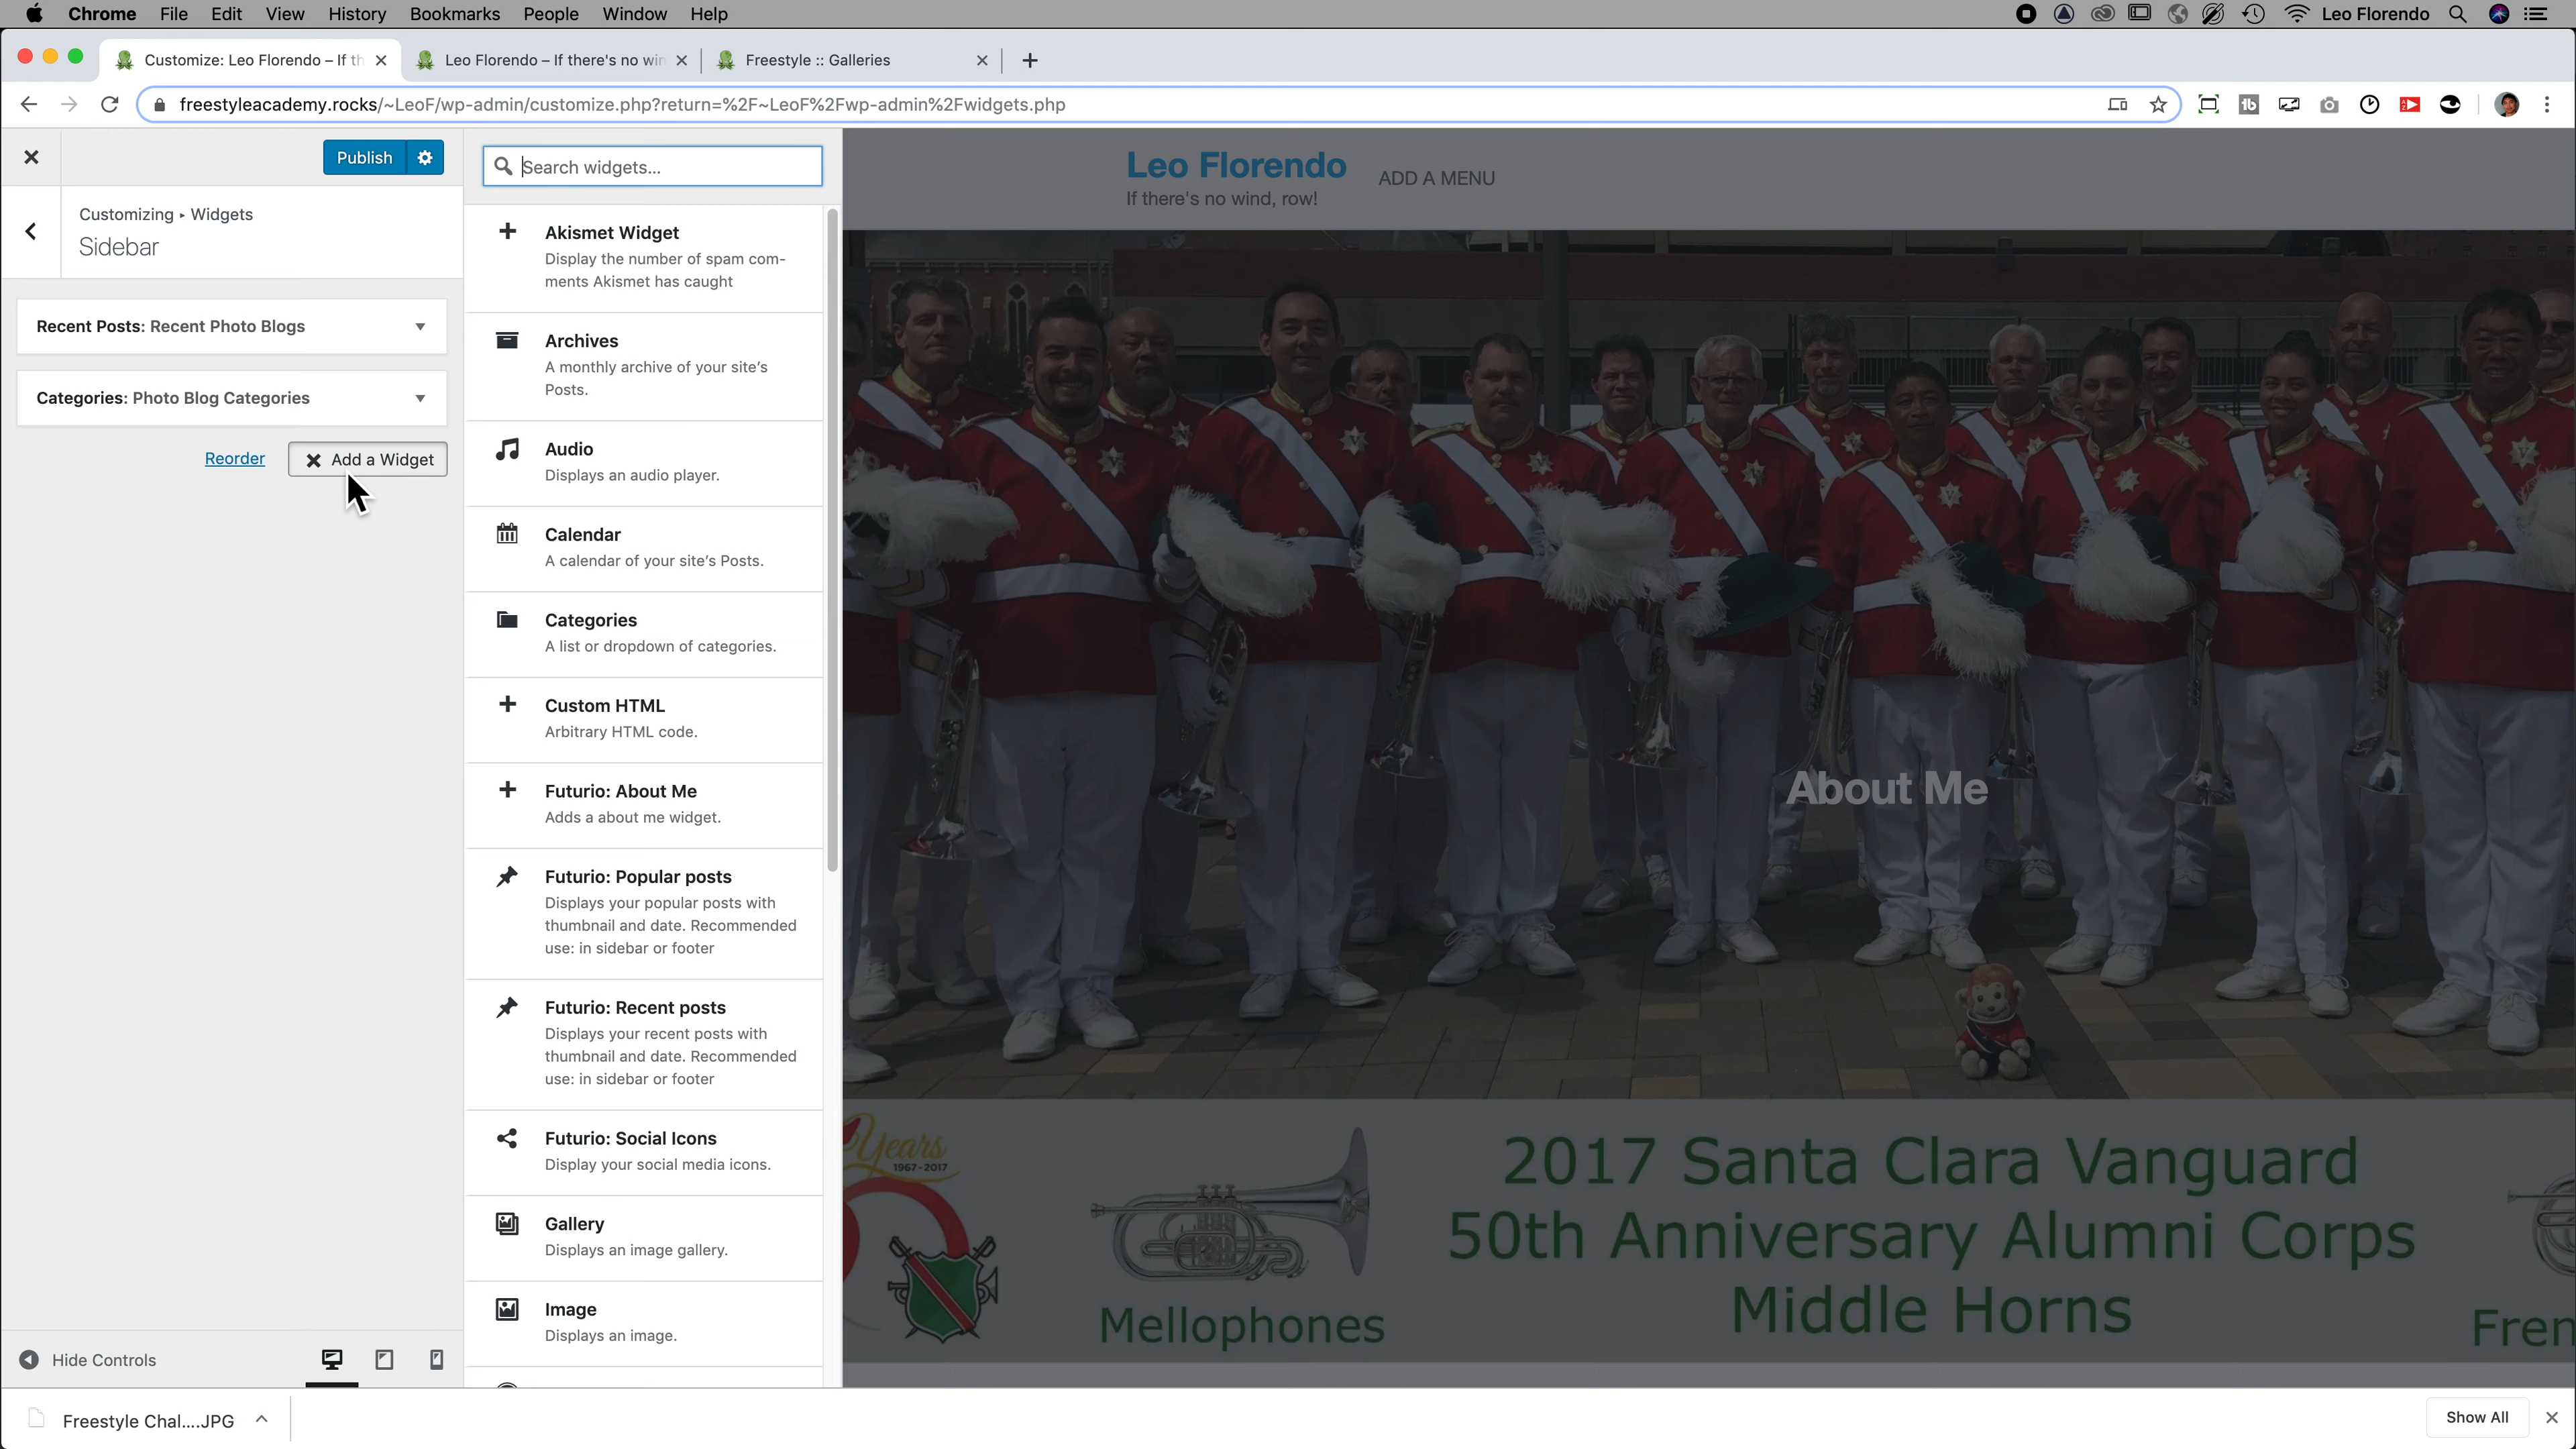 Chrome File Edit View History Bookmarks People Window Help Leo Florendo
Customize: Leo Florendo – If th Leo Florendo – If there's no win Freestyle :: Galleries
freestyleacademy.rocks/~LeoF/wp-admin/customize.php?return=%2F~LeoF%2Fwp-admin%2Fwidgets.php
Publish
Customizing ▸ Widgets
Sidebar
Recent Posts: Recent Photo Blogs
Categories: Photo Blog Categories
Reorder Add a Widget
Search widgets...
Akismet Widget
Display the number of spam com-
ments Akismet has caught
Archives
A monthly archive of your site's
Posts.
Audio
Displays an audio player.
Calendar
A calendar of your site's Posts.
Categories
A list or dropdown of categories.
Custom HTML
Arbitrary HTML code.
Futurio: About Me
Adds a about me widget.
Futurio: Popular posts
Displays your popular posts with
thumbnail and date. Recommended
use: in sidebar or footer
Futurio: Recent posts
Displays your recent posts with
thumbnail and date. Recommended
use: in sidebar or footer
Futurio: Social Icons
Display your social media icons.
Gallery
Displays an image gallery.
Image
Displays an image.
Leo Florendo
If there's no wind, row!
ADD A MENU
About Me
Years
1967-2017
Mellophones
2017 Santa Clara Vanguard
50th Anniversary Alumni Corps
Middle Horns
Fren
Hide Controls
Freestyle Chal....JPG
Show All